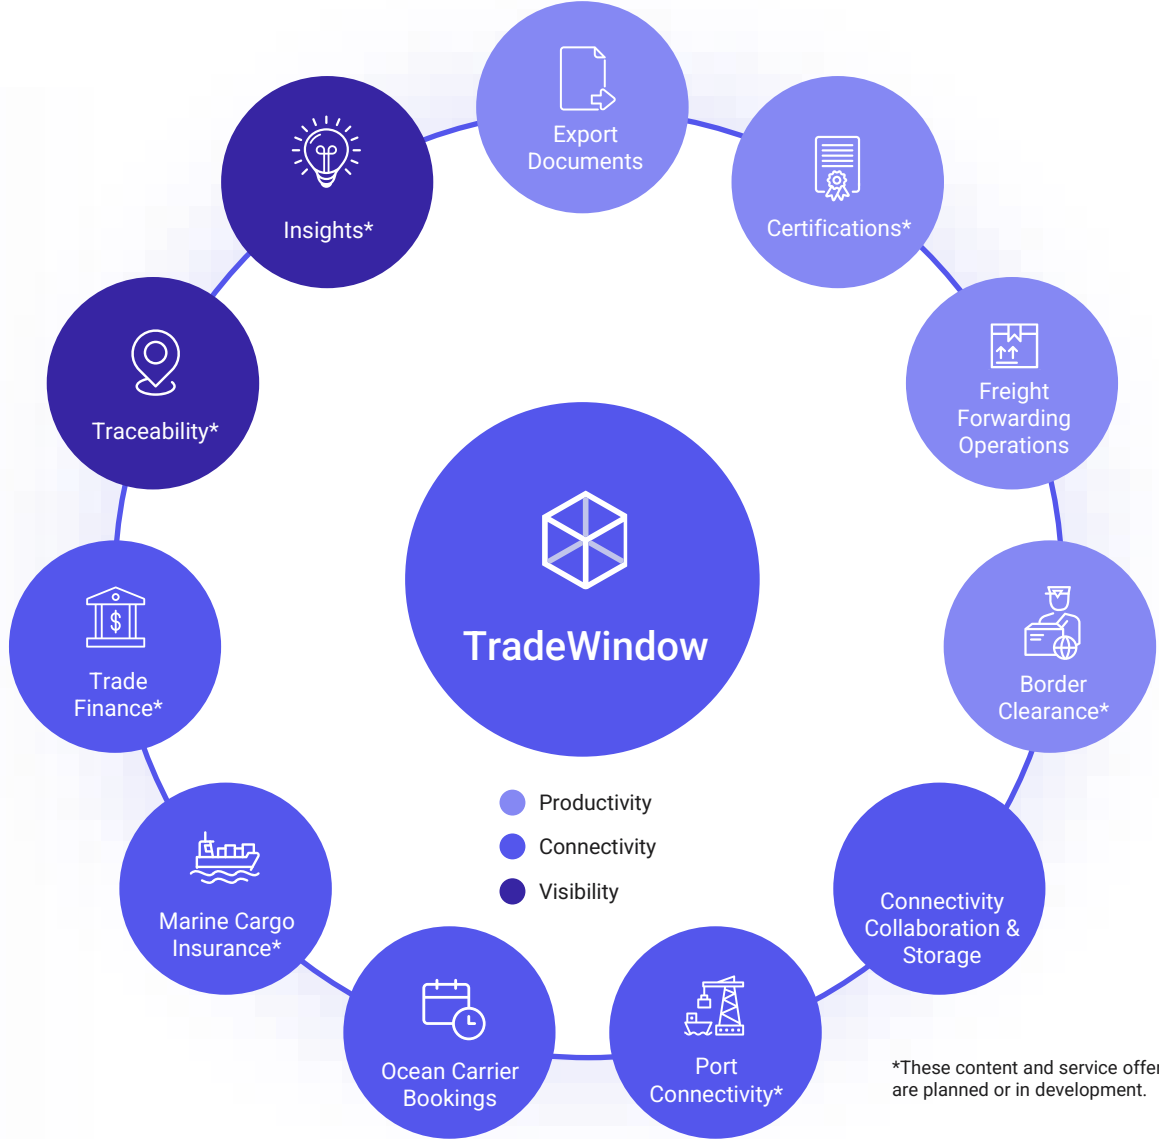 Export
Documents
Certifications*
Freight
Forwarding
Operations
Border
Clearance*
Connectivity
Collaboration &
Storage
Port
Connectivity*
Ocean Carrier
Bookings
Marine Cargo
Insurance*
Trade
Finance*
Traceability*
Insights*
$
TradeWindow
Productivity
Connectivity
Visibility
*These content and service
are planned or in development.